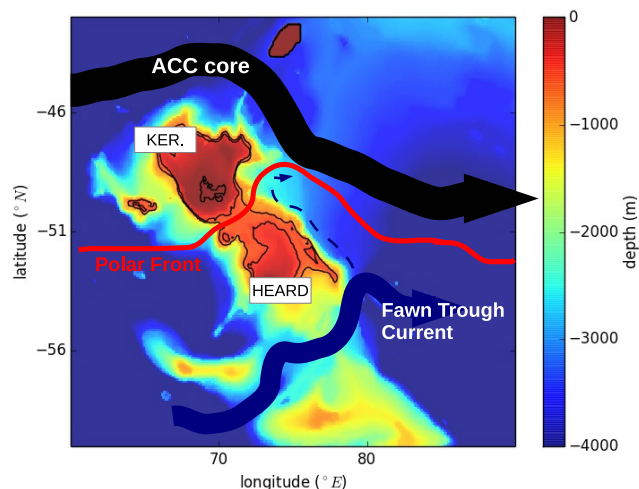 ACC core
KER.
Polar Front
HEARD
Fawn Trough
Current
−46
−51
−56
70
80
latitude (°N)
longitude (°E)
0
−1000
−2000
−3000
−4000
depth (m)